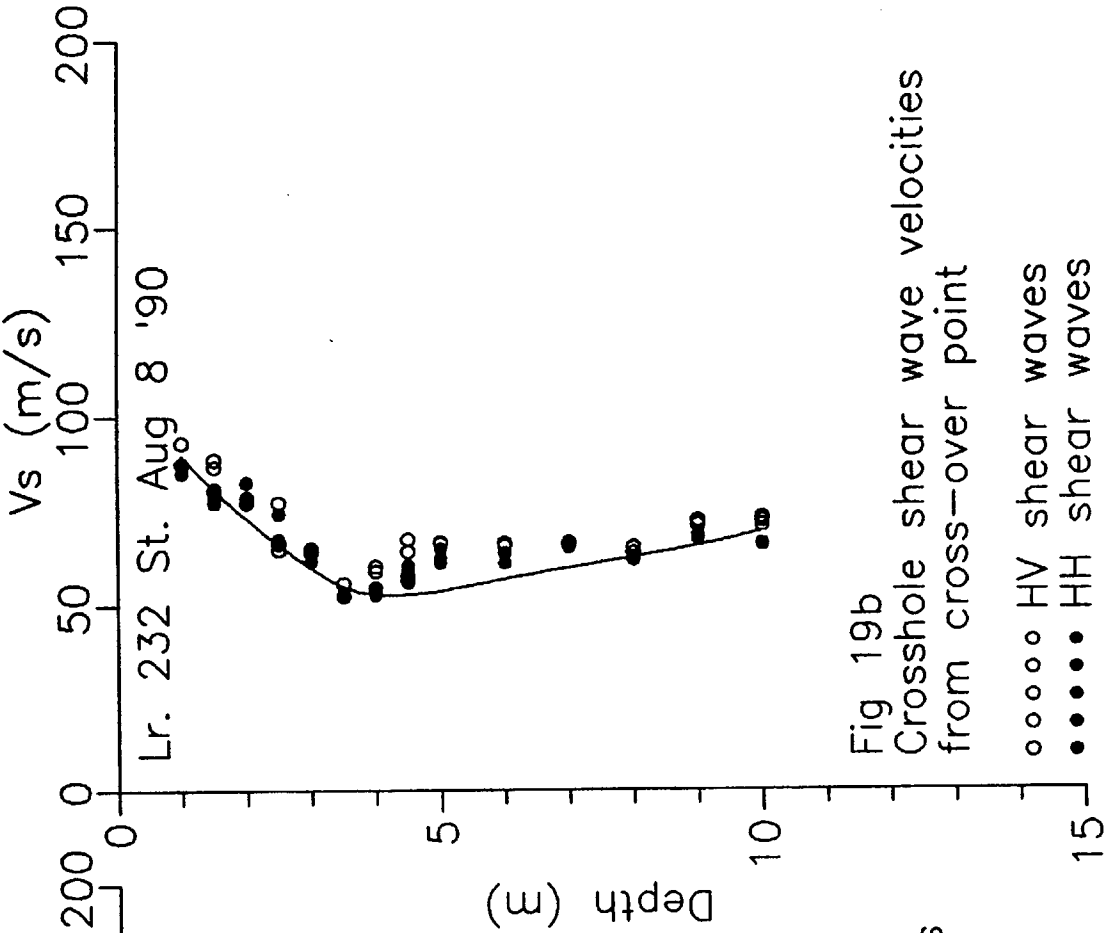 Vs (m/s)
0 50 100 150 200
Lr. 232 St. Aug 8 '90
0
5
10
15
Depth (m)
Fig 19b
Crosshole shear wave velocities
from cross-over point
HV shear waves
HH shear waves
200
s